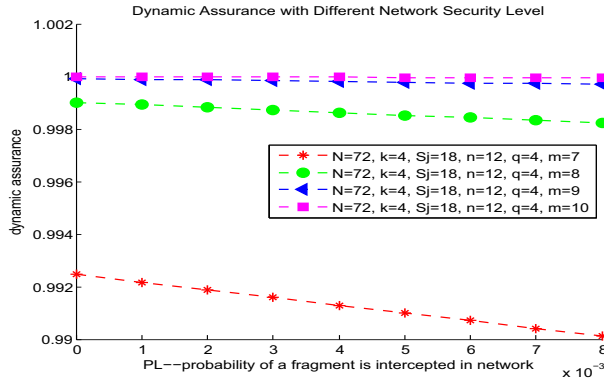 Dynamic Assurance with Different Network Security Level
1.002
1
0.998
0.996
0.994
0.992
0.99
dynamic assurance
N=72, k=4, Sj=18, n=12, q=4, m=7
N=72, k=4, Sj=18, n=12, q=4, m=8
N=72, k=4, Sj=18, n=12, q=4, m=9
N=72, k=4, Sj=18, n=12, q=4, m=10
0 1 2 3 4 5 6 7 8
PL--probability of a fragment is intercepted in network
x 10^-3